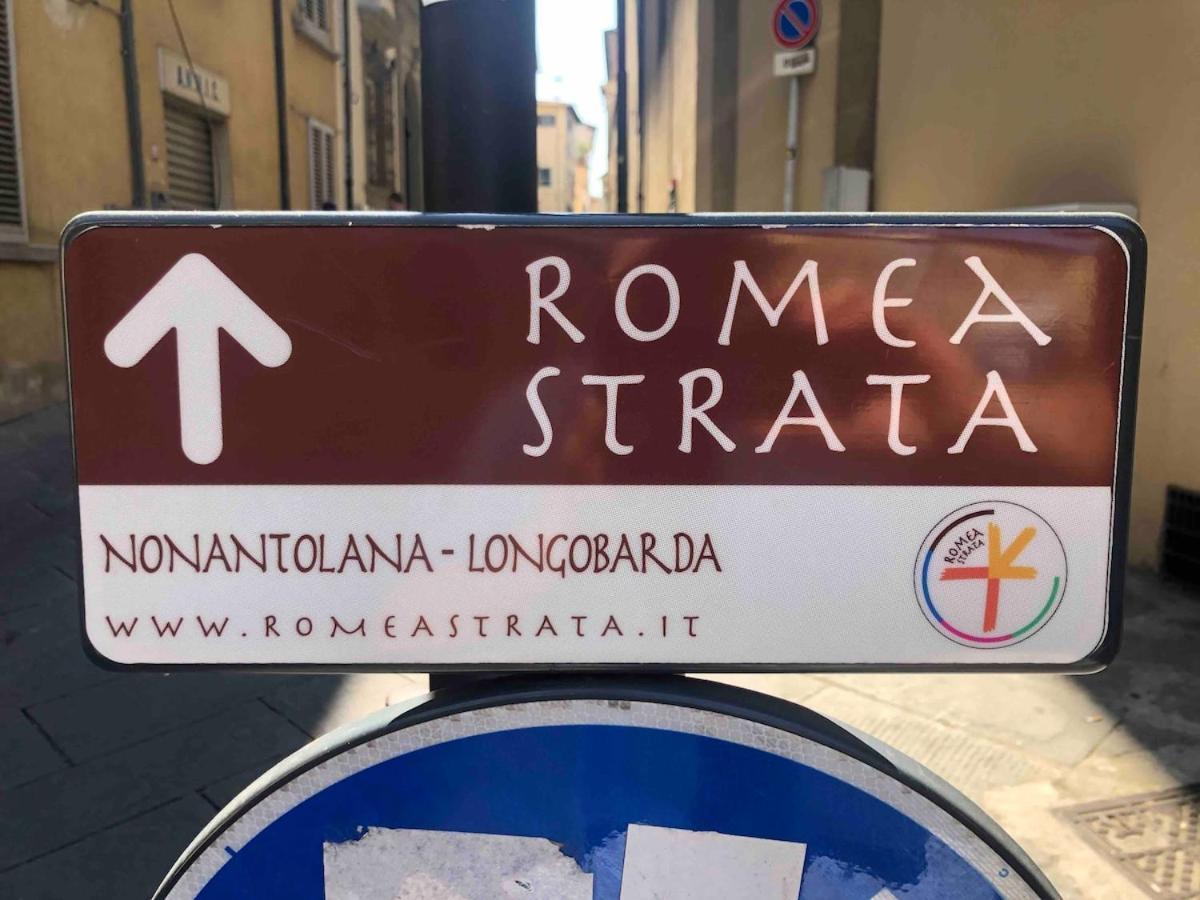 ROMEA
STRATA
NONANTOLANA - LONGOBARDA
WWW.ROMEASTRATA.IT
ROMEA
STRATA